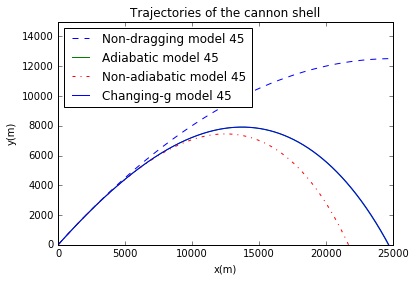 Trajectories of the cannon shell
14000
12000
10000
8000
6000
4000
2000
0
y(m)
Non-dragging model 45
Adiabatic model 45
Non-adiabatic model 45
Changing-g model 45
0 5000 10000 15000 20000 25000
x(m)